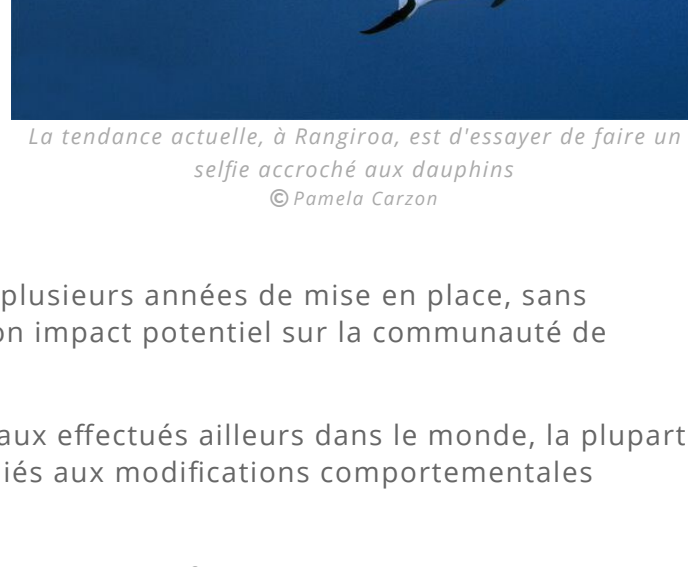 La tendance actuelle, à Rangiroa, est d'essayer de faire un
selfie accroché aux dauphins
© Pamela Carzon
plusieurs années de mise en place, sans
on impact potentiel sur la communauté de
aux effectués ailleurs dans le monde, la plupart
iés aux modifications comportementales